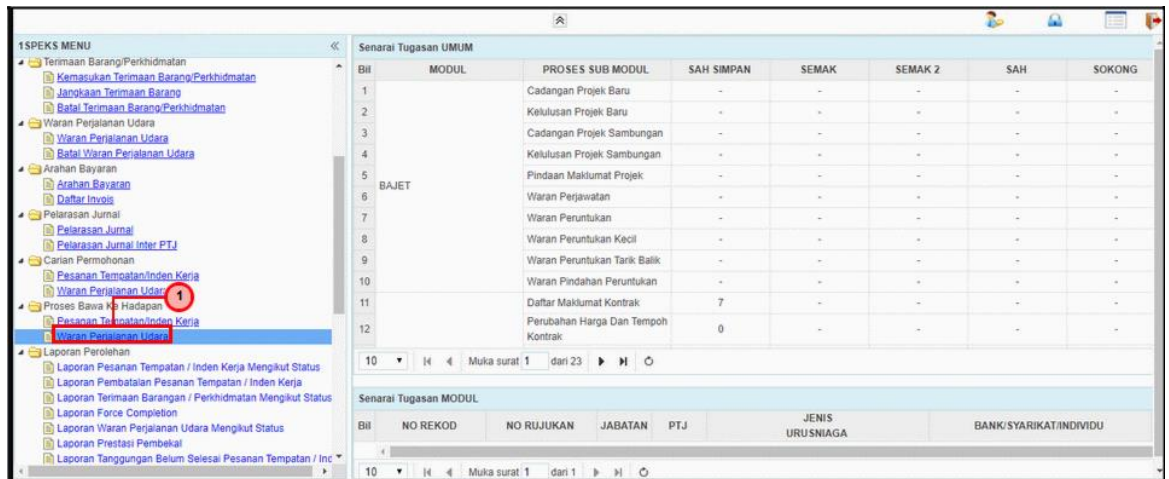 1SPEKS MENU
Terimaan Barang/Perkhidmatan
Kemasukan Terimaan Barang/Perkhidmatan
Jangkaan Terimaan Barang
Batal Terimaan Barang/Perkhidmatan
Waran Perjalanan Udara
Waran Perjalanan Udara
Batal Waran Perjalanan Udara
Arahan Bayaran
Arahan Bayaran
Daftar Invois
Pelarasan Jurnal
Pelarasan Jurnal
Pelarasan Jurnal Inter PTJ
Carian Permohonan
Pesanan Tempatan/Inden Kerja
Waran Perjalanan Udara
1
Proses Bawa Ke Hadapan
Pesanan Tempatan/Inden Kerja
Waran Perjalanan Udara
Laporan Perolehan
Laporan Pesanan Tempatan / Inden Kerja Mengikut Status
Laporan Pembatalan Pesanan Tempatan / Inden Kerja
Laporan Terimaan Barangan / Perkhidmatan Mengikut Status
Laporan Force Completion
Laporan Waran Perjalanan Udara Mengikut Status
Laporan Prestasi Pembekal
Laporan Tanggungan Belum Selesai Pesanan Tempatan / Ind
Senarai Tugasan UMUM
Bil MODUL PROSES SUB MODUL SAH SIMPAN SEMAK SEMAK 2 SAH SOKONG
1 Cadangan Projek Baru - - - - -
2 Kelulusan Projek Baru - - - - -
3 Cadangan Projek Sambungan - - - - -
4 Kelulusan Projek Sambungan - - - - -
5 Pindaan Maklumat Projek - - - - -
BAJET
6 Waran Perjawatan - - - - -
7 Waran Peruntukan - - - - -
8 Waran Peruntukan Kecil - - - - -
9 Waran Peruntukan Tarik Balik - - - - -
10 Waran Pindahan Peruntukan - - - - -
11 Daftar Maklumat Kontrak 7 - - - -
12 Perubahan Harga Dan Tempoh Kontrak 0 - - - -
10 Muka surat 1 dari 23
Senarai Tugasan MODUL
Bil NO REKOD NO RUJUKAN JABATAN PTJ JENIS URUSNIAGA BANK/SYARIKAT/INDIVIDU
10 Muka surat 1 dari 1